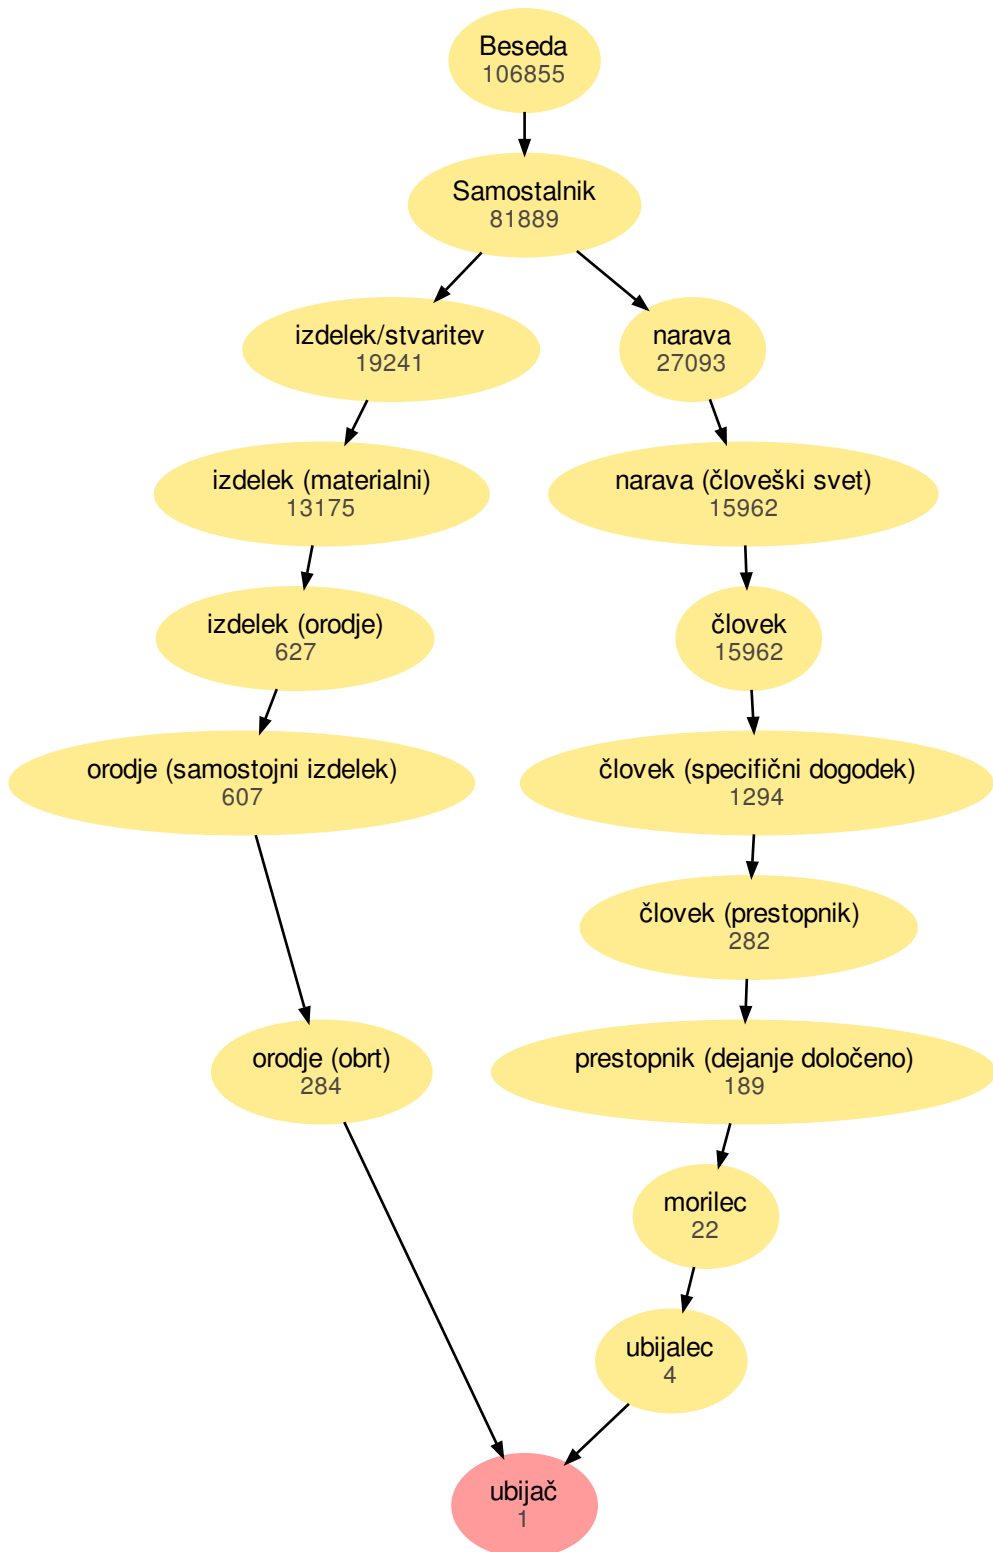 Beseda
106855
Samostalnik
81889
izdelek/stvaritev
19241
narava
27093
izdelek (materialni)
13175
narava (človeški svet)
15962
izdelek (orodje)
627
človek
15962
orodje (samostojni izdelek)
607
človek (specifični dogodek)
1294
človek (prestopnik)
282
orodje (obrt)
284
prestopnik (dejanje določeno)
189
morilec
22
ubijalec
4
ubijač
1